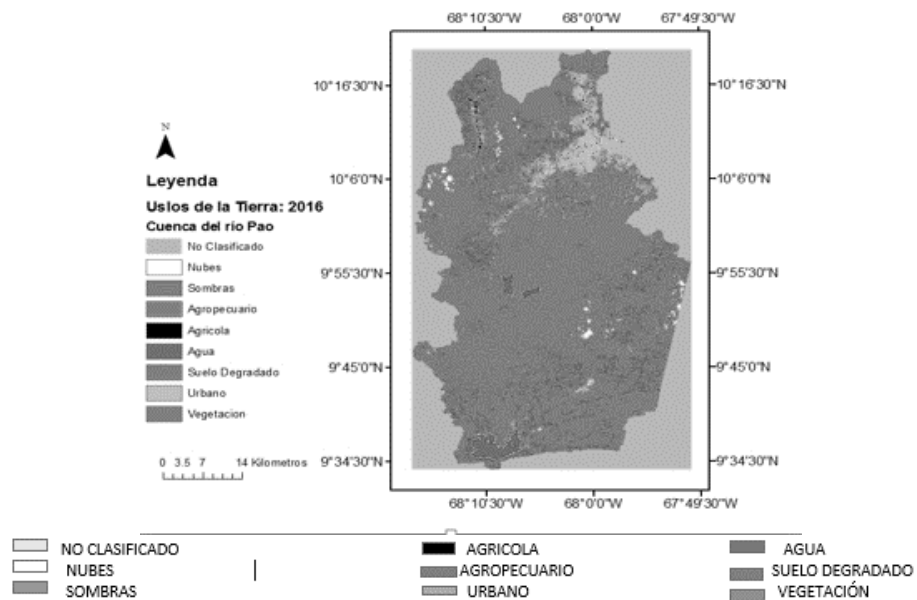 68°10'30"W 68°0'0"W 67°49'30"W
10°16'30"N 10°16'30"N
10°6'0"N 10°6'0"N
9°55'30"N 9°55'30"N
9°45'0"N 9°45'0"N
9°34'30"N 9°34'30"N
68°10'30"W 68°0'0"W 67°49'30"W
N
Leyenda
Uslos de la Tierra: 2016
Cuenca del río Pao
No Clasificado
Nubes
Sombras
Agropecuario
Agricola
Agua
Suelo Degradado
Urbano
Vegetacion
0 3.5 7 14 Kilometros
NO CLASIFICADO
NUBES
SOMBRAS
AGRICOLA
AGROPECUARIO
URBANO
AGUA
SUELO DEGRADADO
VEGETACIÓN